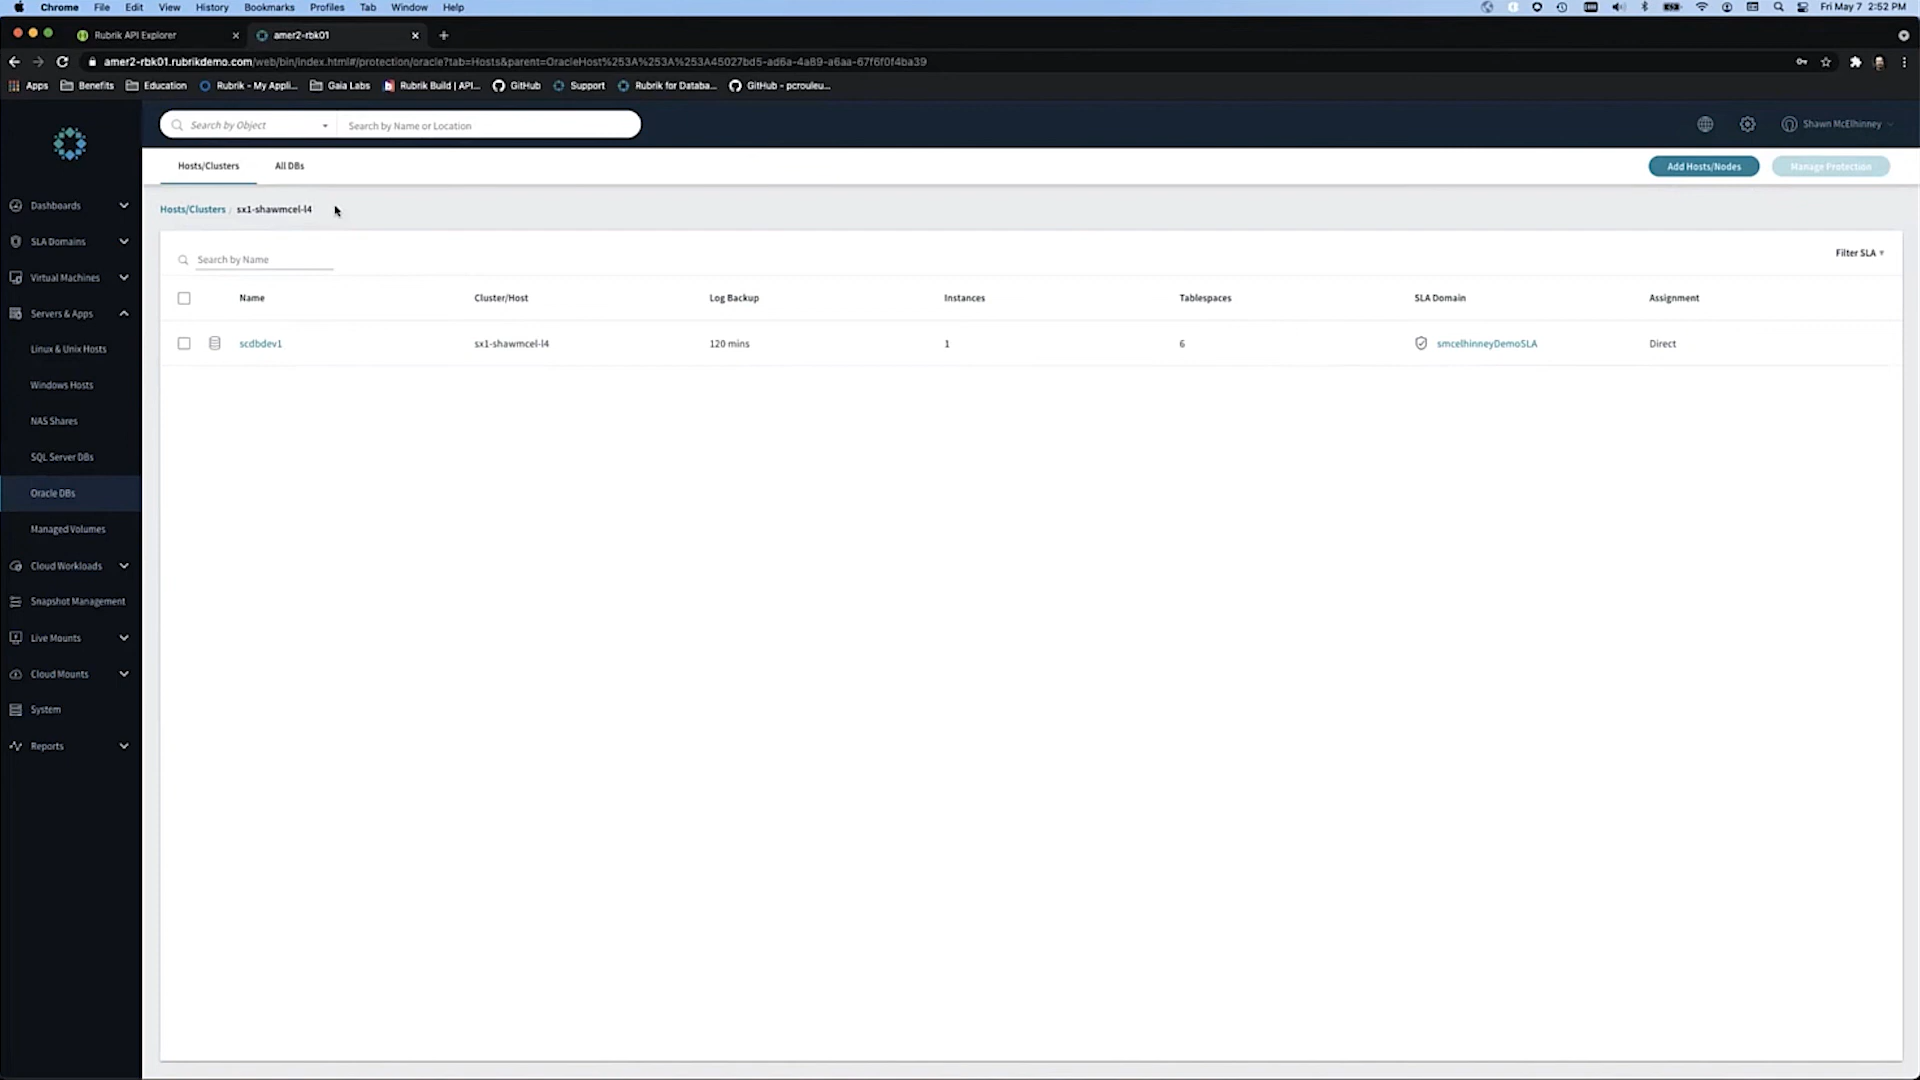 Chrome File Edit View History Bookmarks Profiles Tab Window Help Fri May 7 2:52 PM
Rubrik API Explorer amer2-rbk01
amer2-rbk01.rubrikdemo.com/web/bin/index.html#/protection/oracle?tab=Hosts&parent=OracleHost%253A%253A%253A45027bd5-ad6a-4a89-a6aa-67f6f0f4ba39
Apps Benefits Education Rubrik - My Appli... Gaia Labs Rubrik Build | API... GitHub Support Rubrik for Databa... GitHub - pcrouleu...
Search by Object Search by Name or Location Shawn McElhinney
Hosts/Clusters All DBs Add Hosts/Nodes Manage Protection
Hosts/Clusters / sx1-shawmcel-l4
Search by Name Filter SLA
Name Cluster/Host Log Backup Instances Tablespaces SLA Domain Assignment
scdbdev1 sx1-shawmcel-l4 120 mins 1 6 smcelhinneyDemoSLA Direct
Dashboards
SLA Domains
Virtual Machines
Servers & Apps
Linux & Unix Hosts
Windows Hosts
NAS Shares
SQL Server DBs
Oracle DBs
Managed Volumes
Cloud Workloads
Snapshot Management
Live Mounts
Cloud Mounts
System
Reports